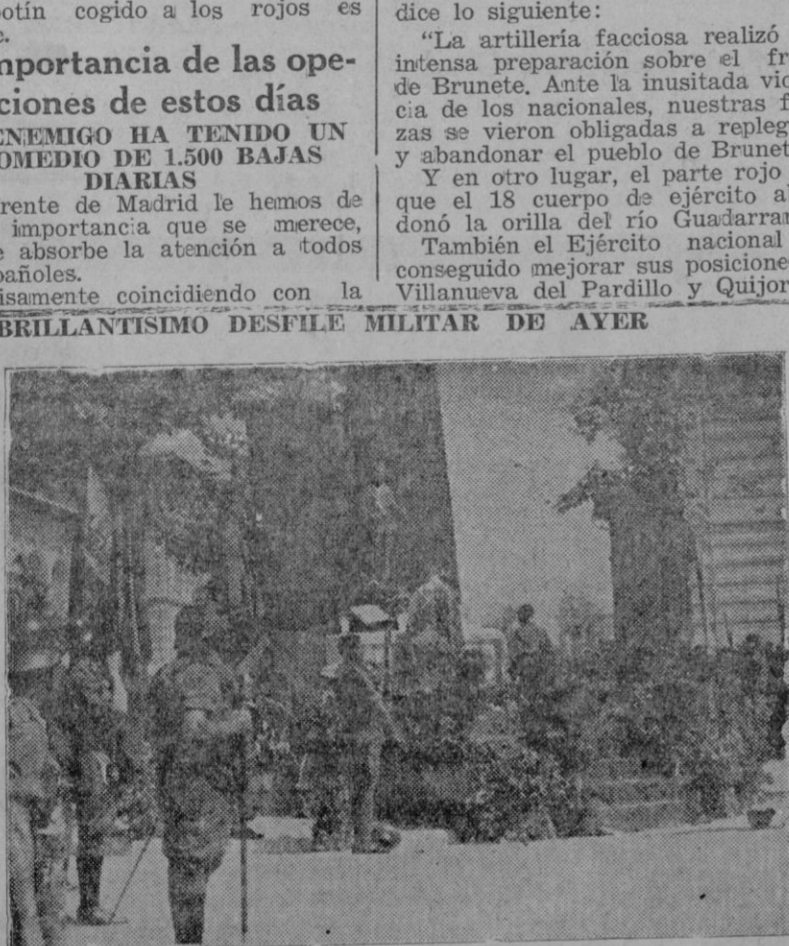 botín cogido a los rojos es
importancia de las ope-
ciones de estos días
ENEMIGO HA TENIDO UN
OMEDIO DE 1.500 BAJAS
DIARIAS
rente de Madrid le hemos de
importancia que se merece,
e absorbe la atención a todos
pañoles.
isamente coincidiendo con la
dice lo siguiente:
"La artillería facciosa realizó
intensa preparación sobre el fr
de Brunete. Ante la inusitada vio
cia de los nacionales, nuestras f
zas se vieron obligadas a repleg
y abandonar el pueblo de Brunet
Y en otro lugar, el parte rojo
que el 18 cuerpo de ejército a
donó la orilla del río Guadarram
También el Ejército nacional
conseguido mejorar sus posicione
Villanueva del Pardillo y Quijor
BRILLANTISIMO DESFILE MILITAR DE AYER